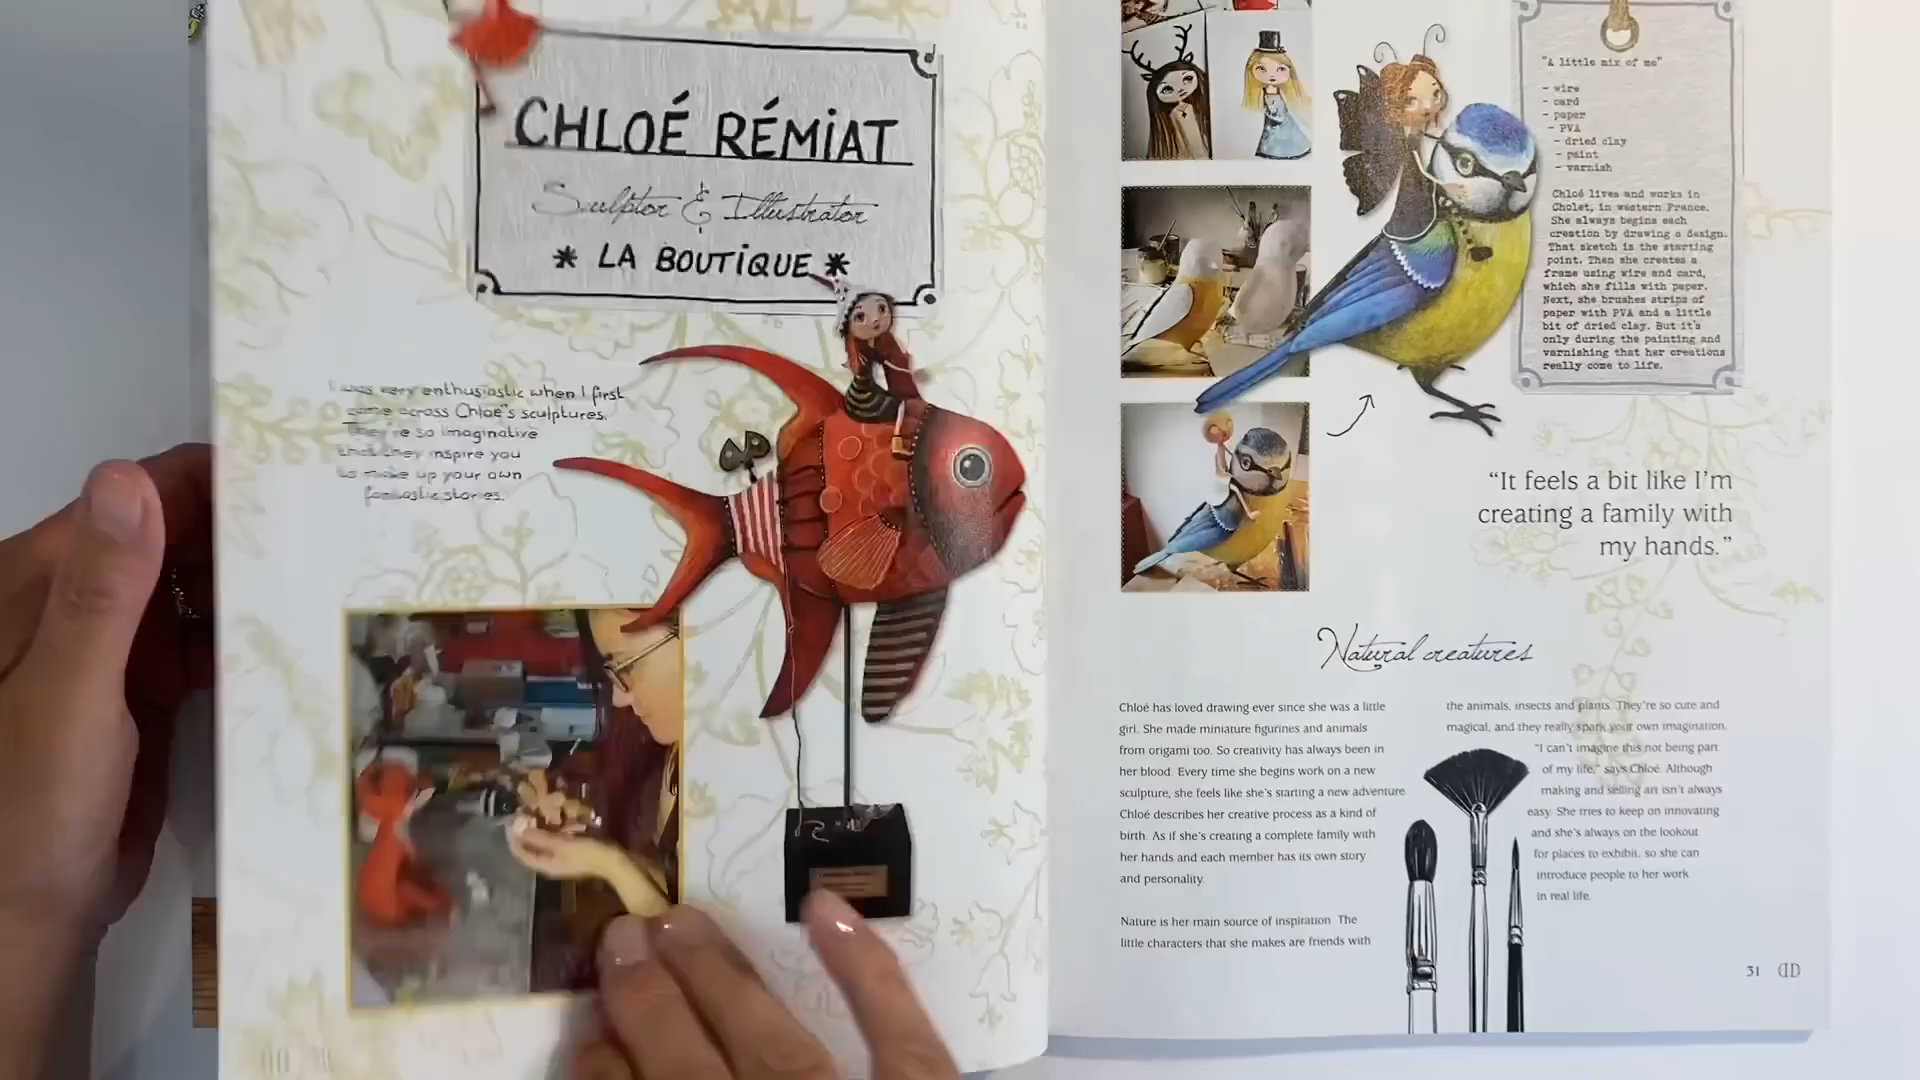 CHLOÉ RÉMiAT
Sculptor & Illustrator
* LA BOUTiQUE *
I was very enthusiastic when I first
came across Chloé's sculptures.
They're so imaginative
that they inspire you
to make up your own
fantastic stories.
"A little mix of me"
- wire
- card
- paper
- PVA
- dried clay
- paint
- varnish
Chloé lives and works in
Cholet, in western France.
She always begins each
creation by drawing a design.
That sketch is the starting
point. Then she creates a
frame using wire and card,
which she fills with paper.
Next, she brushes strips of
paper with PVA and a little
bit of dried clay. But it's
only during the painting and
varnishing that her creations
really come to life.
“It feels a bit like I'm
creating a family with
my hands.”
Natural creatures
Chloé has loved drawing ever since she was a little
girl. She made miniature figurines and animals
from origami too. So creativity has always been in
her blood. Every time she begins work on a new
sculpture, she feels like she's starting a new adventure.
Chloé describes her creative process as a kind of
birth. As if she's creating a complete family with
her hands and each member has its own story
and personality.
Nature is her main source of inspiration. The
little characters that she makes are friends with
the animals, insects and plants. They're so cute and
magical, and they really spark your own imagination.
"I can't imagine this not being part
of my life," says Chloé. Although
making and selling art isn't always
easy. She tries to keep on innovating
and she's always on the lookout
for places to exhibit, so she can
introduce people to her work
in real life.
31